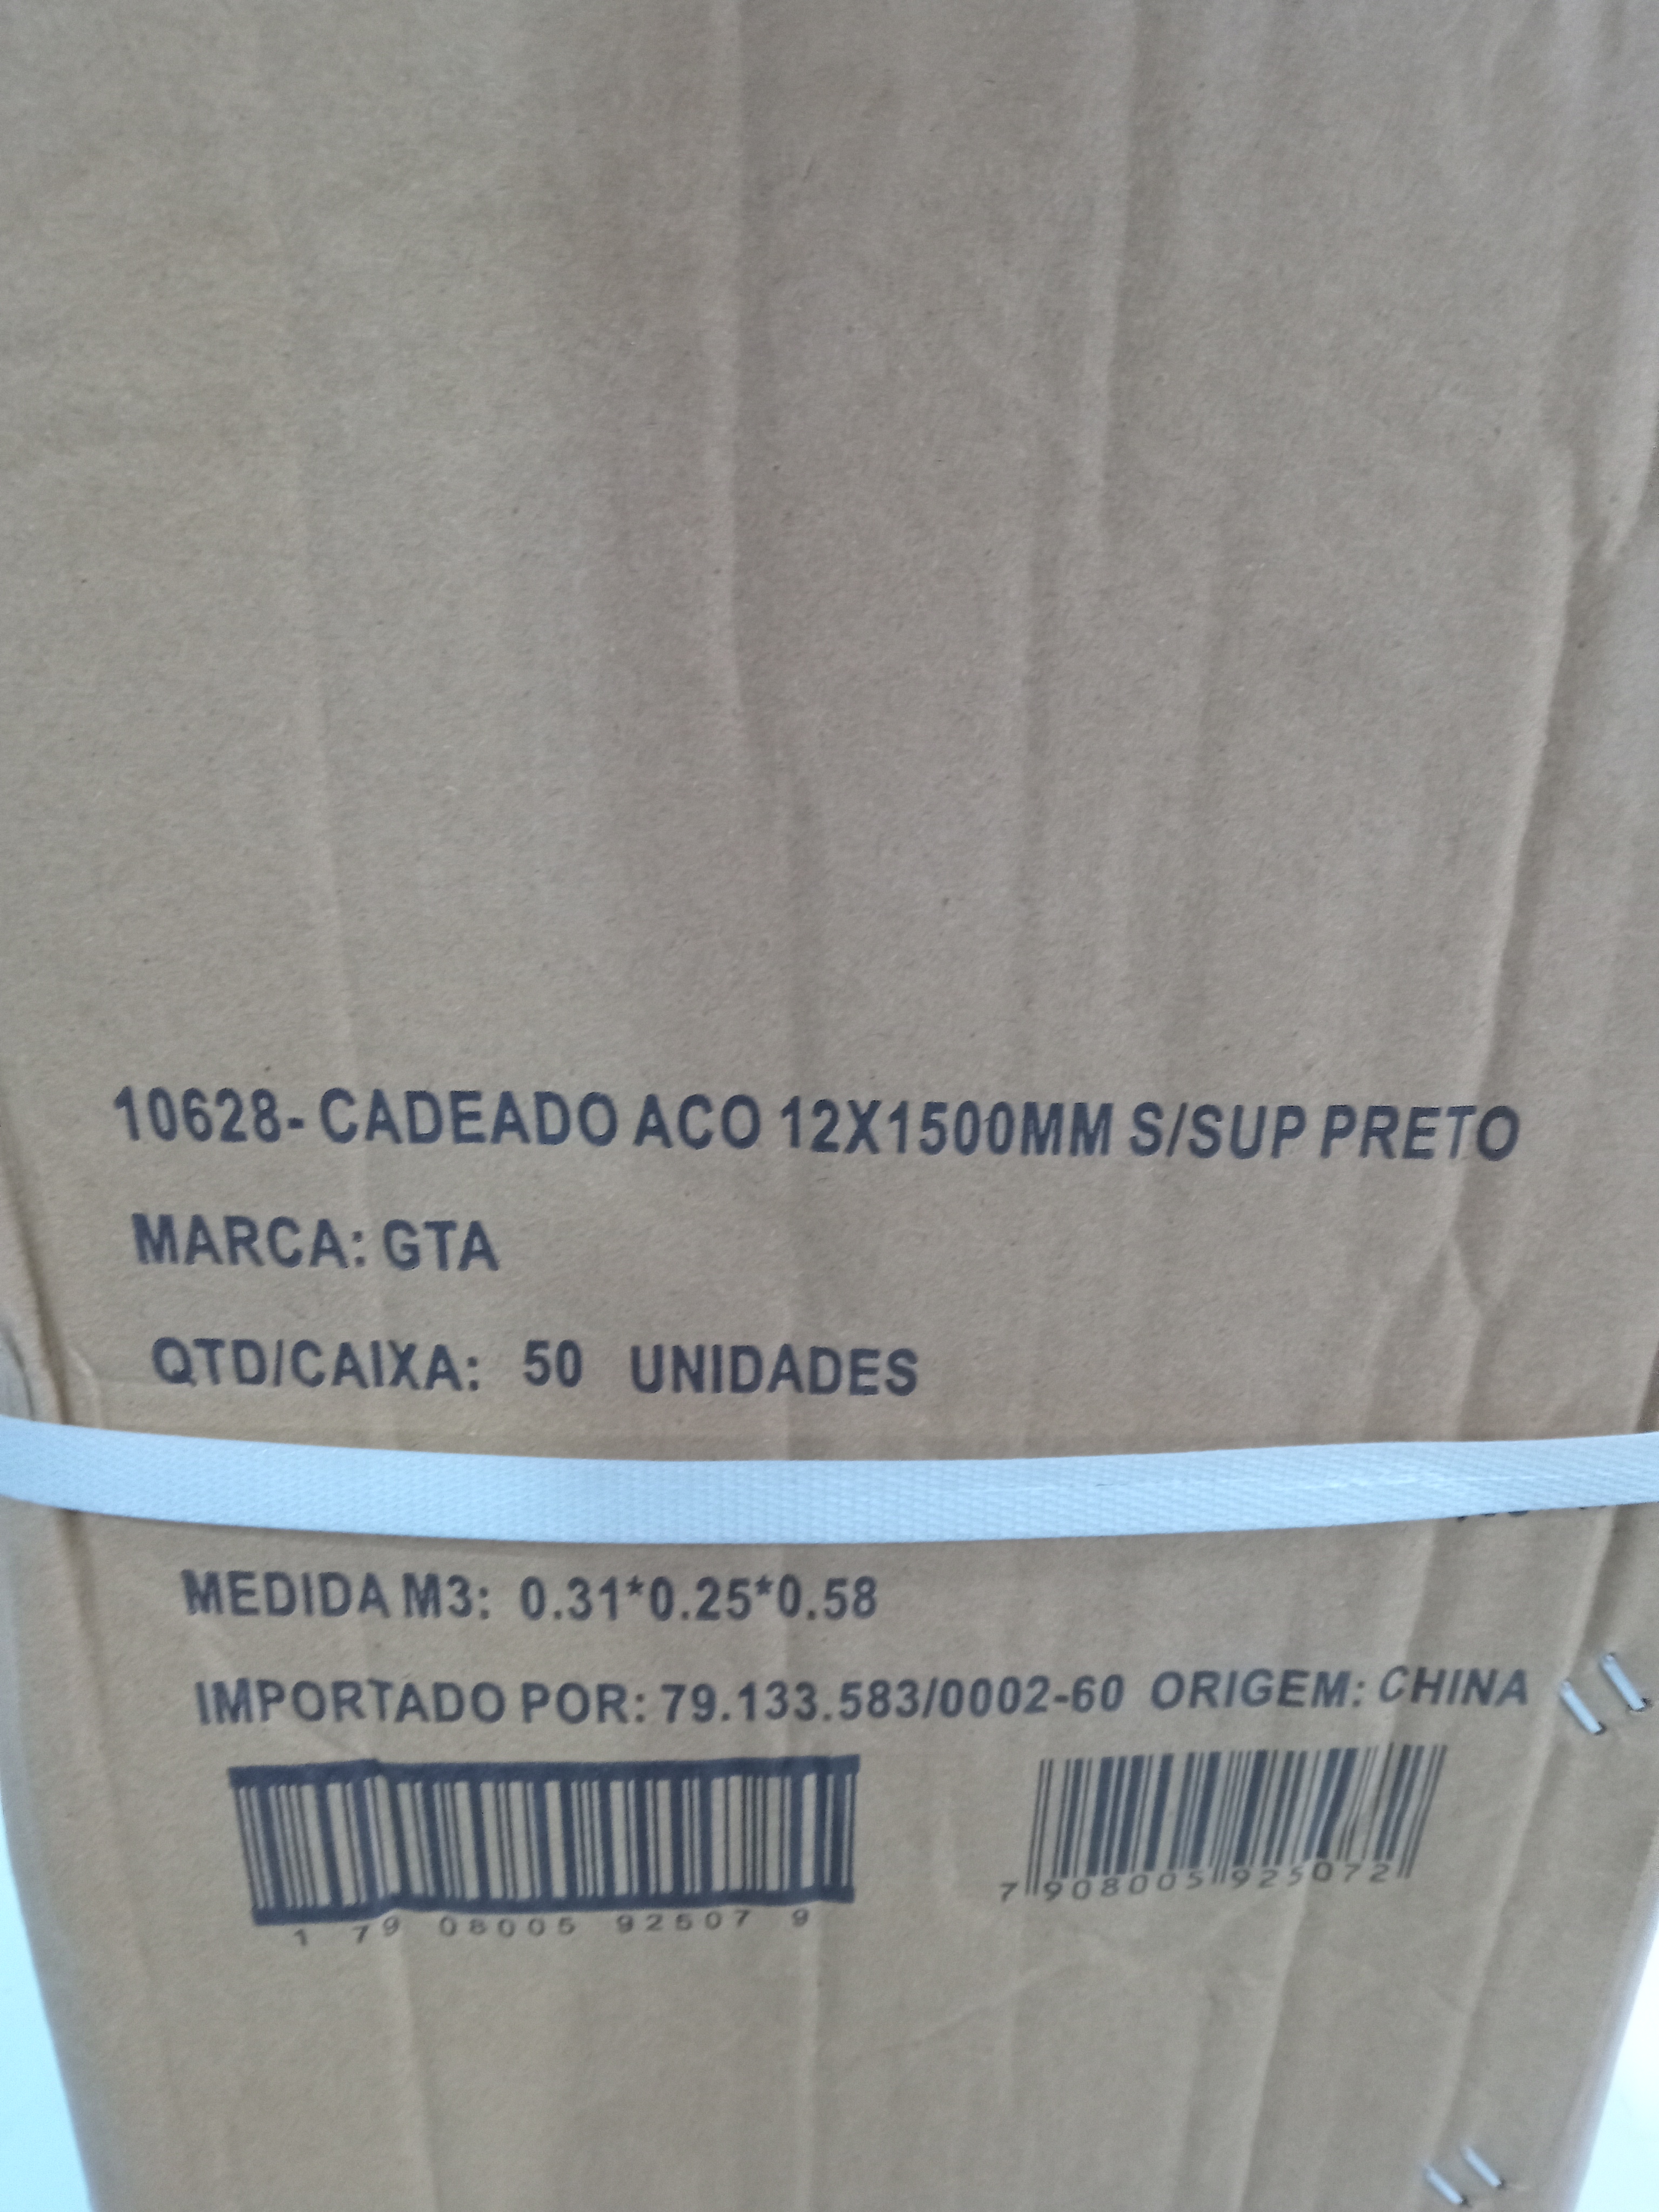 10628- CADEADO ACO 12X1500MM S/SUP PRETO
MARCA: GTA
QTD/CAIXA: 50 UNIDADES
MEDIDA M3: 0.31*0.25*0.58
IMPORTADO POR: 79.133.583/0002-60 ORIGEM: CHINA
1 79 08005 92507 9
7 908005 925072